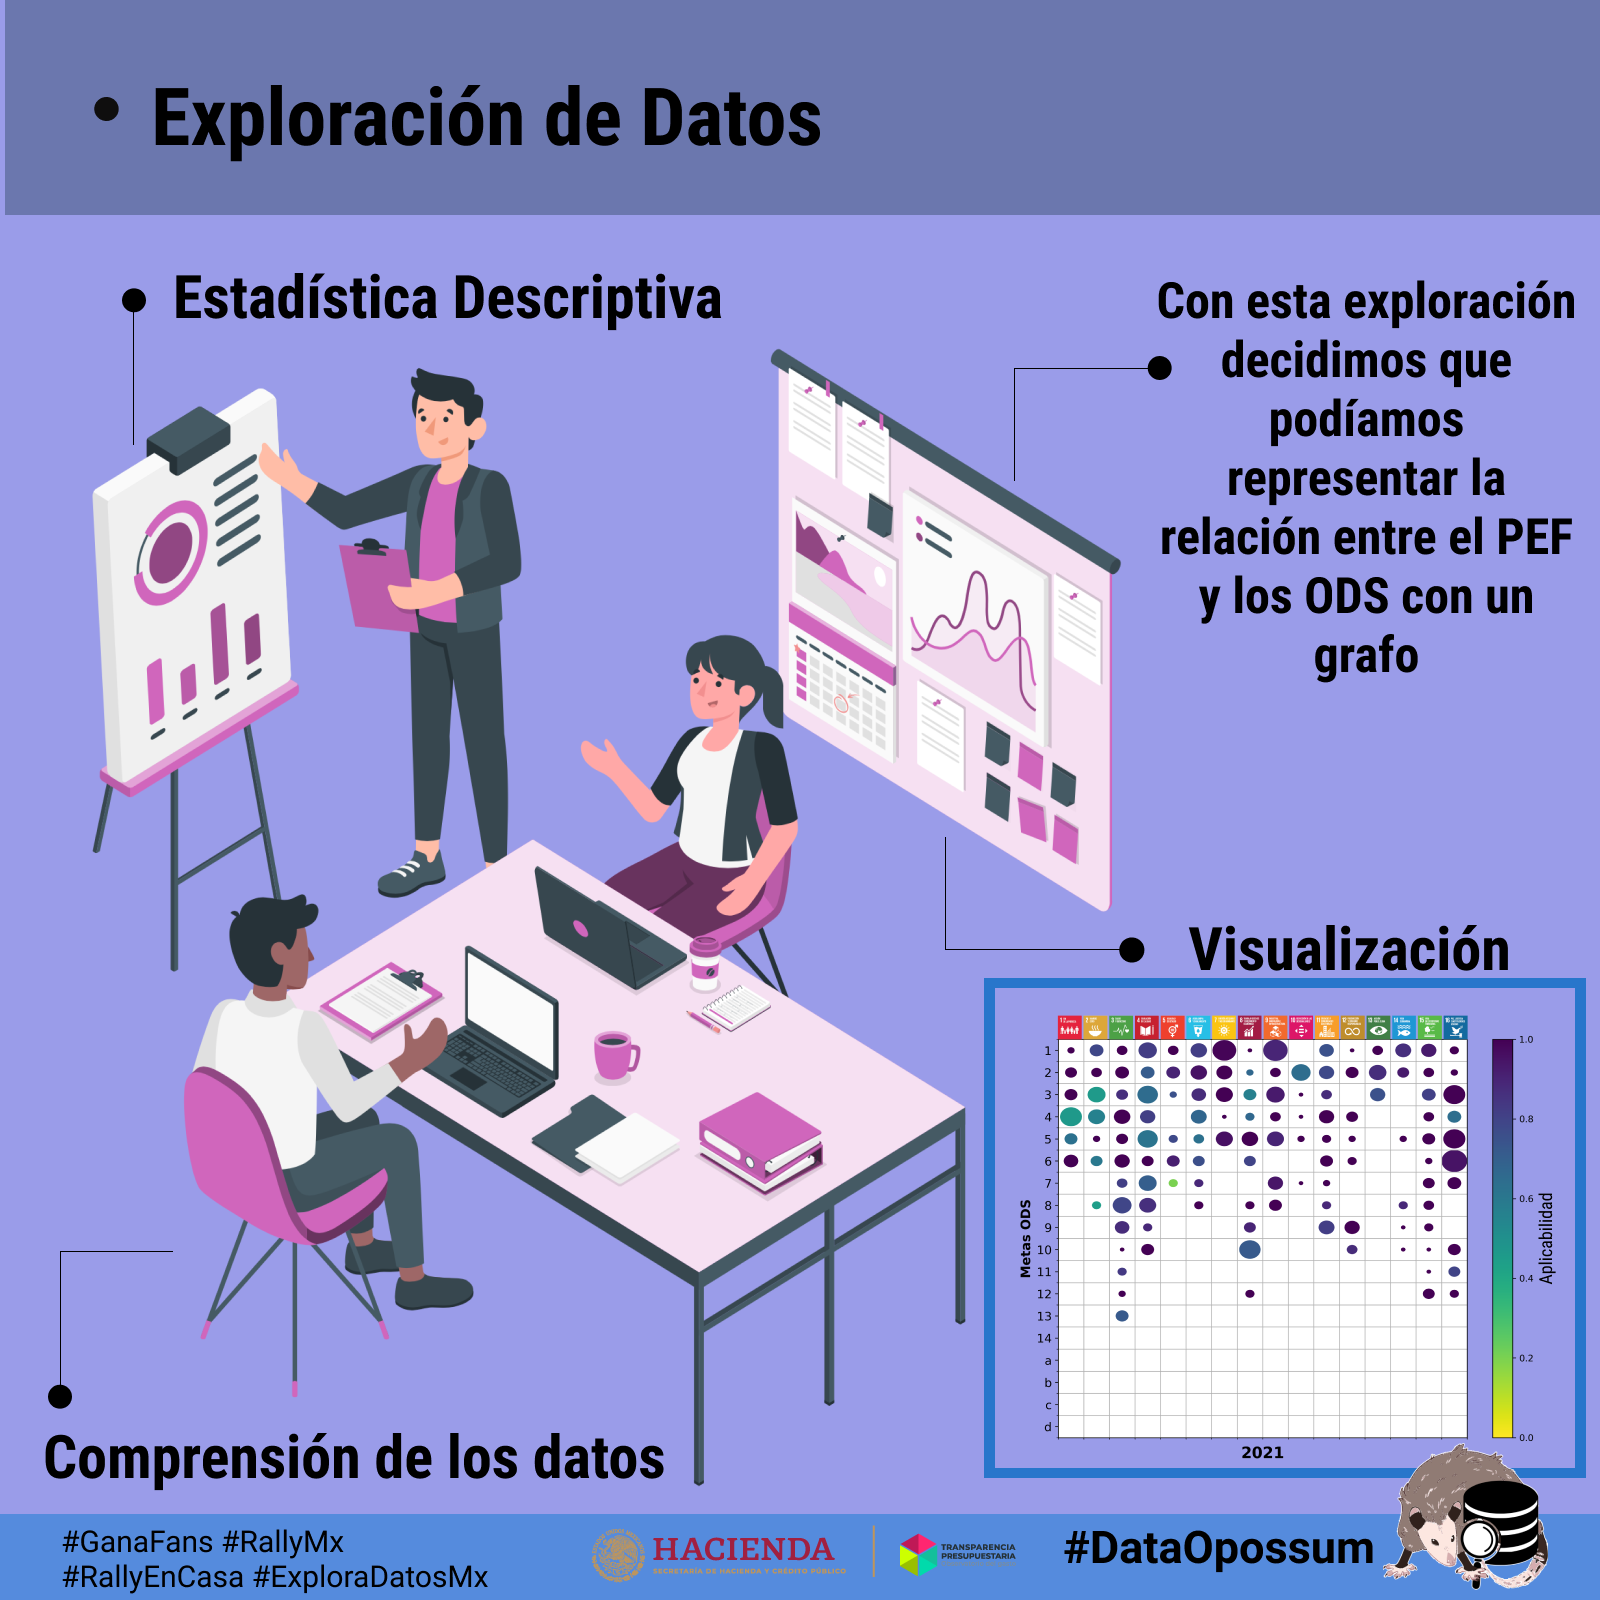 • Exploración de Datos
Estadística Descriptiva
Con esta exploración
decidimos que
podíamos
representar la
relación entre el PEF
y los ODS con un
grafo
Visualización
1
2
3
4
5
6
7
8
9
10
11
12
13
14
a
b
c
d
Metas ODS
2021
1.0
0.8
0.6
0.4
0.2
0.0
Aplicabilidad
Comprensión de los datos
#GanaFans #RallyMx
#RallyEnCasa #ExploraDatosMx
HACIENDA
SECRETARÍA DE HACIENDA Y CRÉDITO PÚBLICO
TRANSPARENCIA
PRESUPUESTARIA
#DataOpossum